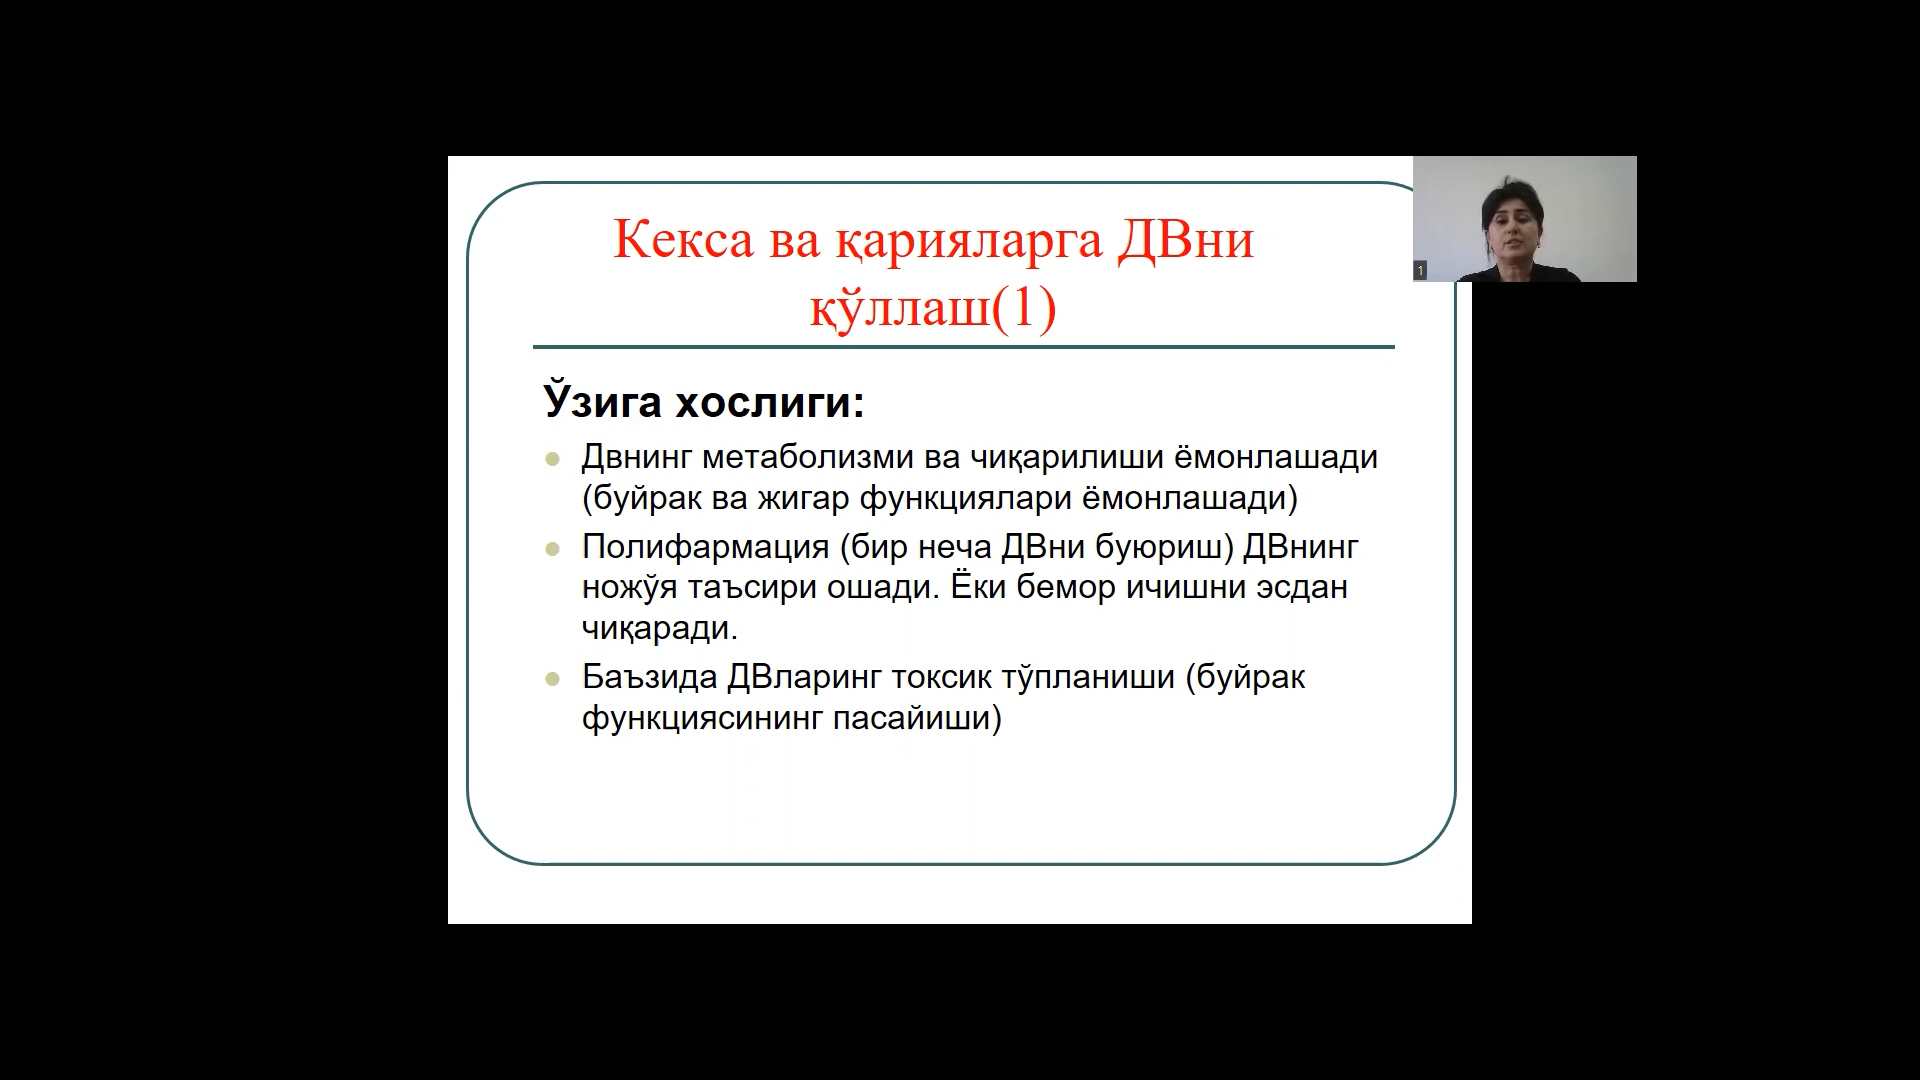 Кекса ва қарияларга ДВни
қўллаш(1)
Ўзига хослиги:
Двнинг метаболизми ва чиқарилиши ёмонлашади
(буйрак ва жигар функциялари ёмонлашади)
Полифармация (бир неча ДВни буюриш) ДВнинг
ножўя таъсири ошади. Ёки бемор ичишни эсдан
чиқаради.
Баъзида ДВларинг токсик тўпланиши (буйрак
функциясининг пасайиши)
1